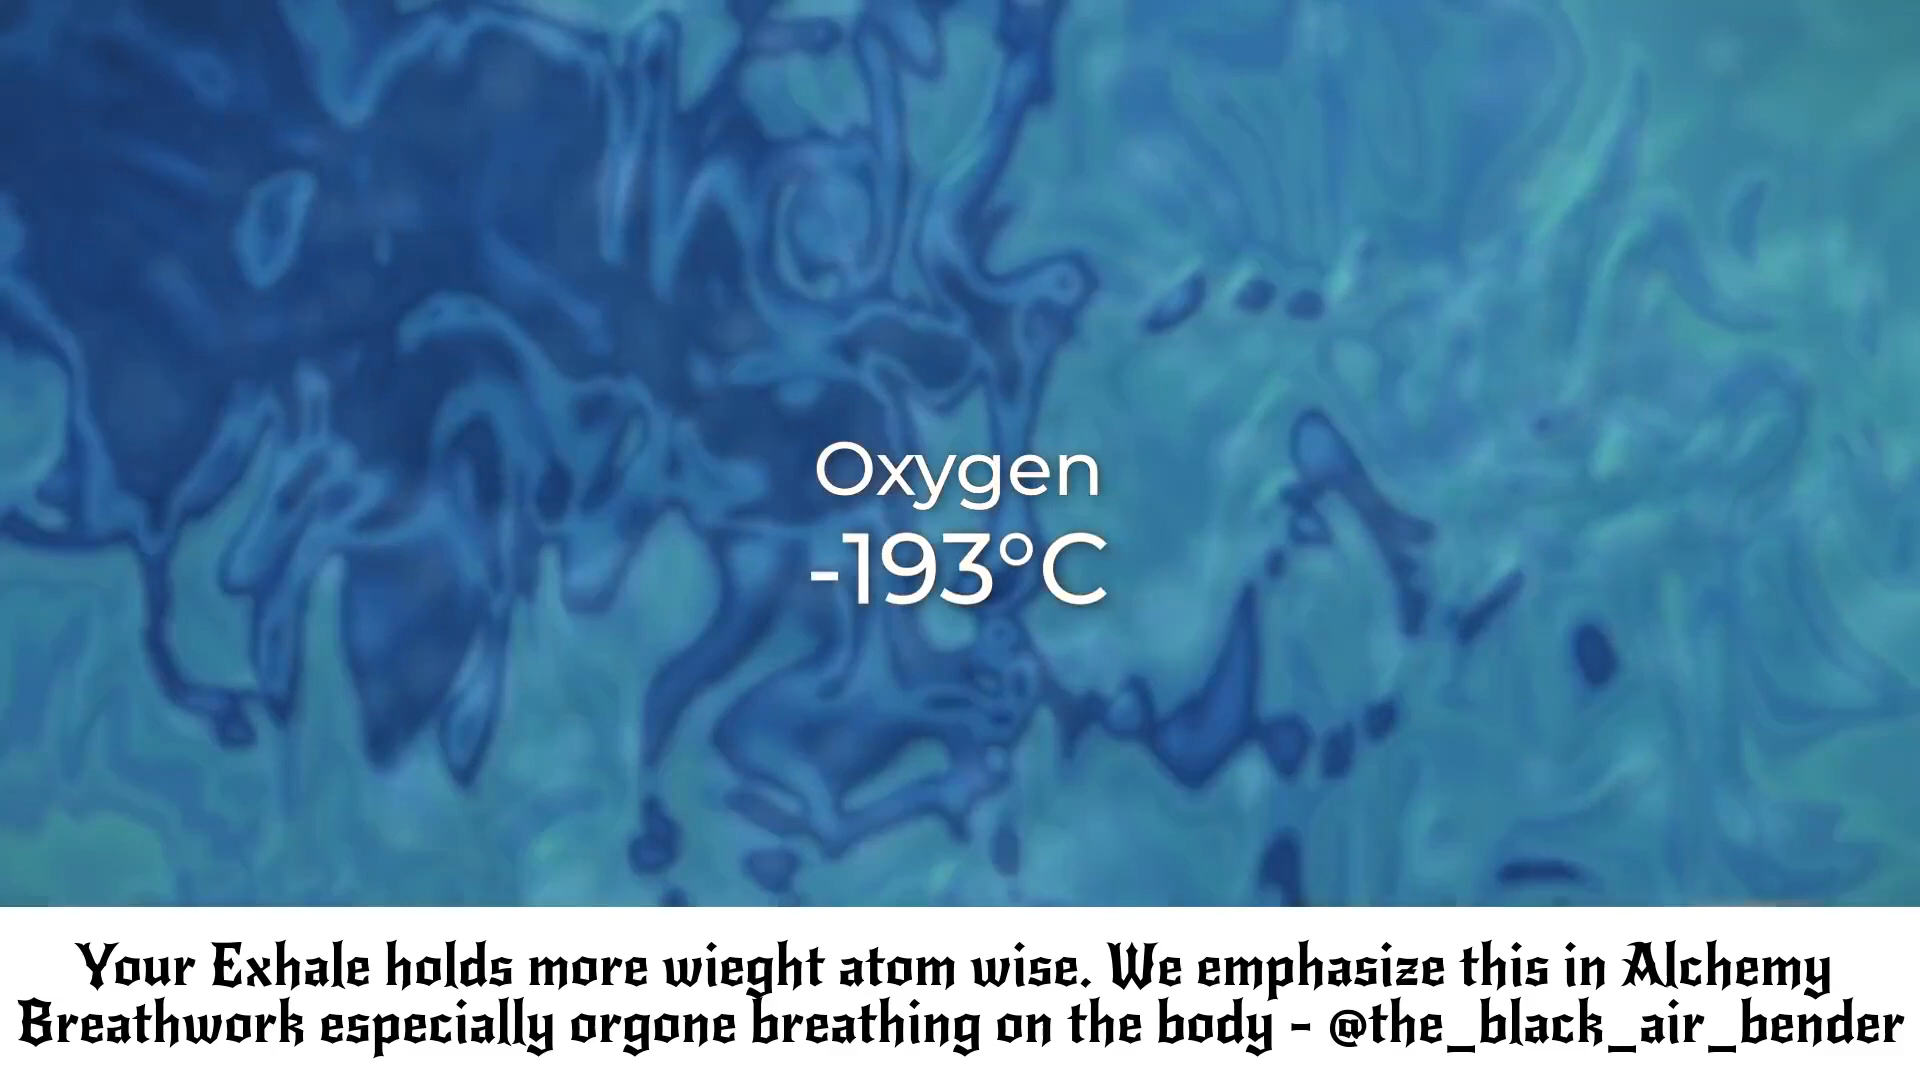 Oxygen
-193°C
Your Exhale holds more wieght atom wise. We emphasize this in Alchemy
Breathwork especially orgone breathing on the body - @the_black_air_bender